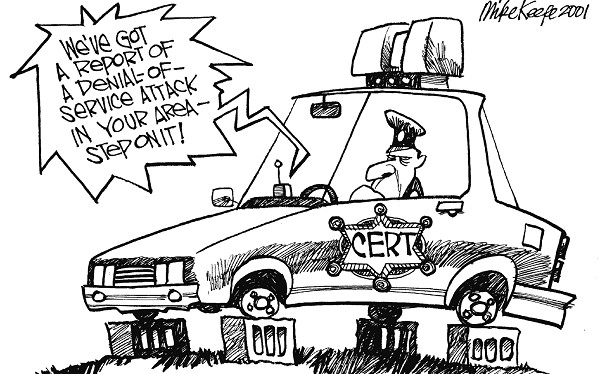 Mike Keefe 2001
WE'VE GOT
A REPORT OF
A DENIAL-OF-
SERVICE ATTACK
IN YOUR AREA-
STEP ON IT!
CERT